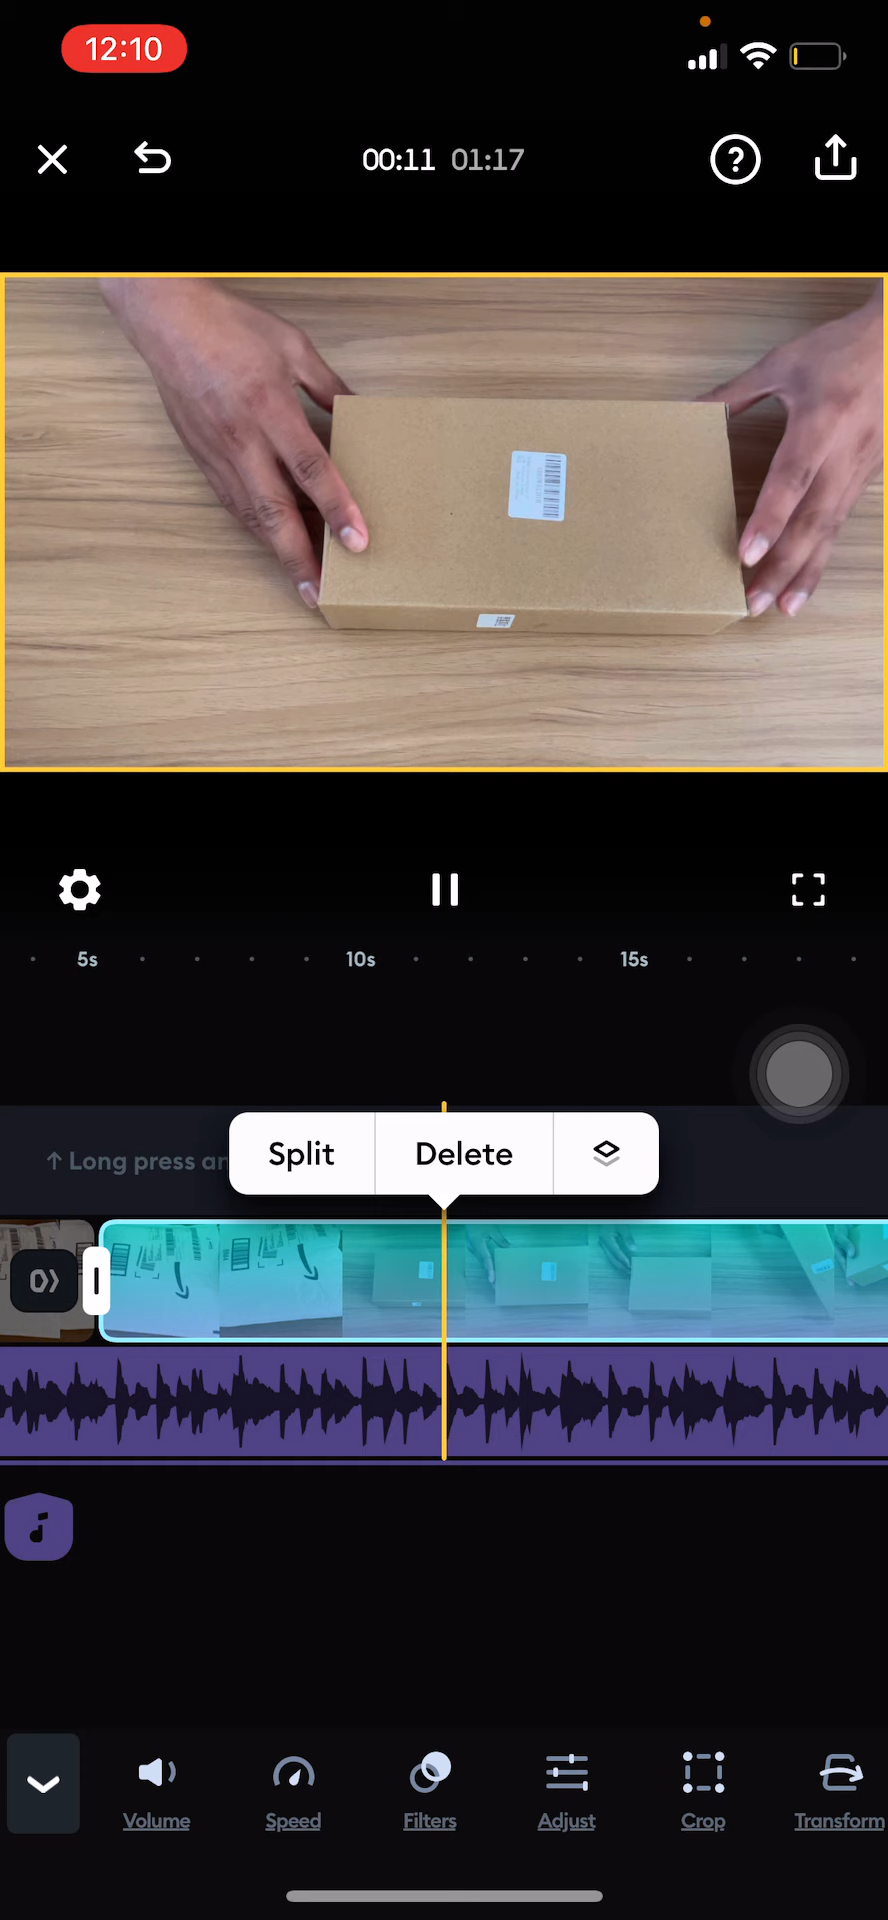 12:10
00:11 01:17
5s 10s 15s
Split Delete
↑ Long press an
Volume Speed Filters Adjust Crop Transform